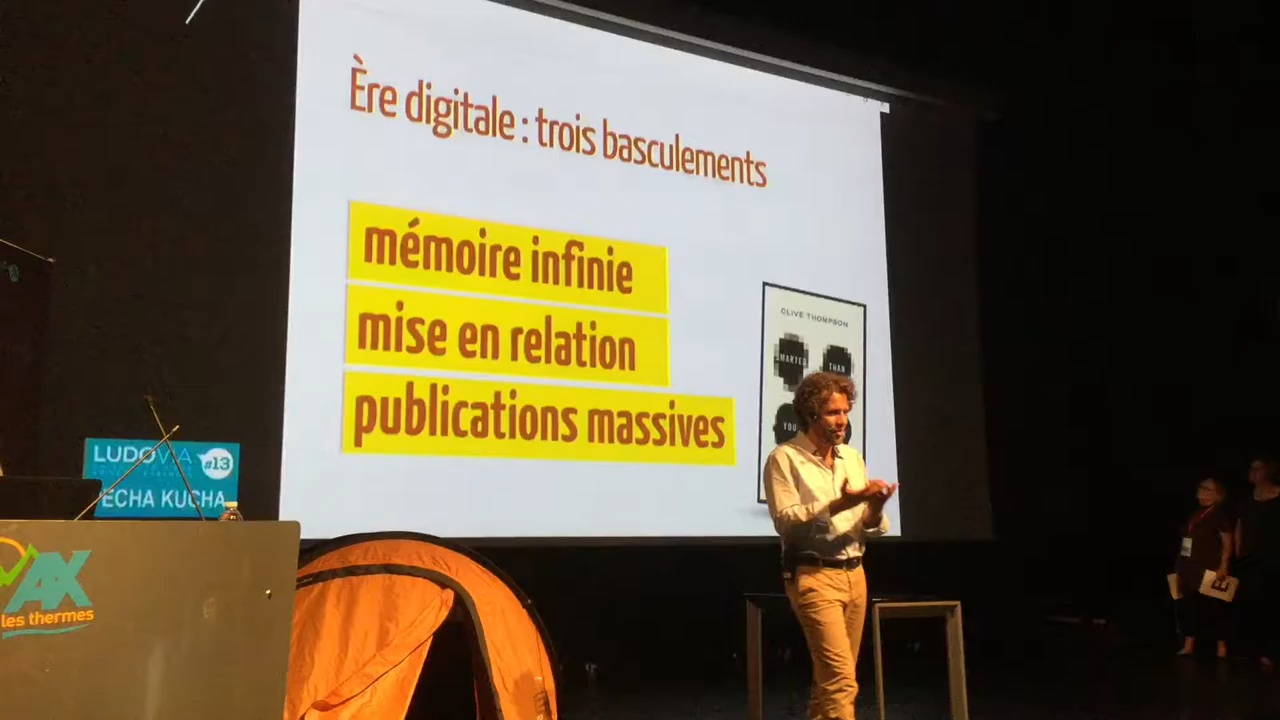 Ère digitale : trois basculements
mémoire infinie
mise en relation
publications massives
CLIVE THOMPSON
SMARTER THAN
YOU
LUDOVIA
#13
ECHA KUCHA
AX
les thermes